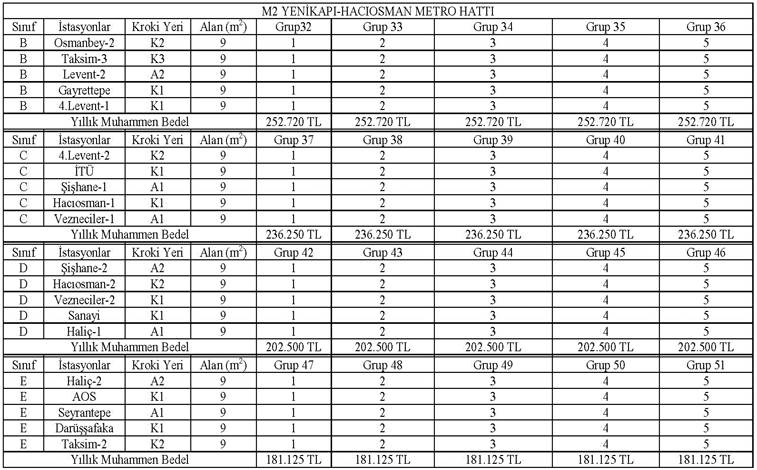 M2 YENİKAPI-HACIOSMAN METRO HATTI
Sınıf İstasyonlar Kroki Yeri Alan (m²) Grup32 Grup 33 Grup 34 Grup 35 Grup 36
B Osmanbey-2 K2 9 1 2 3 4 5
B Taksim-3 K3 9 1 2 3 4 5
B Levent-2 A2 9 1 2 3 4 5
B Gayrettepe K1 9 1 2 3 4 5
B 4.Levent-1 K1 9 1 2 3 4 5
Yıllık Muhammen Bedel 252.720 TL 252.720 TL 252.720 TL 252.720 TL 252.720 TL
Sınıf İstasyonlar Kroki Yeri Alan (m²) Grup 37 Grup 38 Grup 39 Grup 40 Grup 41
C 4.Levent-2 K2 9 1 2 3 4 5
C İTÜ K1 9 1 2 3 4 5
C Şişhane-1 A1 9 1 2 3 4 5
C Hacıosman-1 K1 9 1 2 3 4 5
C Vezneciler-1 A1 9 1 2 3 4 5
Yıllık Muhammen Bedel 236.250 TL 236.250 TL 236.250 TL 236.250 TL 236.250 TL
Sınıf İstasyonlar Kroki Yeri Alan (m²) Grup 42 Grup 43 Grup 44 Grup 45 Grup 46
D Şişhane-2 A2 9 1 2 3 4 5
D Hacıosman-2 K2 9 1 2 3 4 5
D Vezneciler-2 K1 9 1 2 3 4 5
D Sanayi K1 9 1 2 3 4 5
D Haliç-1 A1 9 1 2 3 4 5
Yıllık Muhammen Bedel 202.500 TL 202.500 TL 202.500 TL 202.500 TL 202.500 TL
Sınıf İstasyonlar Kroki Yeri Alan (m²) Grup 47 Grup 48 Grup 49 Grup 50 Grup 51
E Haliç-2 A2 9 1 2 3 4 5
E AOS K1 9 1 2 3 4 5
E Seyrantepe A1 9 1 2 3 4 5
E Darüşşafaka K1 9 1 2 3 4 5
E Taksim-2 K2 9 1 2 3 4 5
Yıllık Muhammen Bedel 181.125 TL 181.125 TL 181.125 TL 181.125 TL 181.125 TL